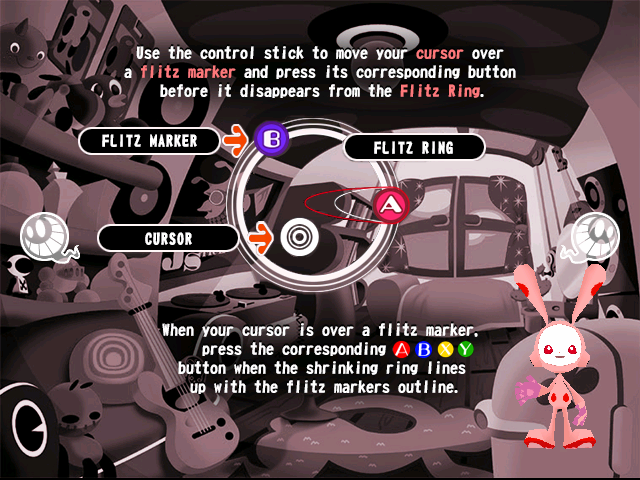 Use the control stick to move your cursor over
a flitz marker and press its corresponding button
before it disappears from the Flitz Ring.
FLITZ MARKER
B
FLITZ RING
A
CURSOR
When your cursor is over a flitz marker,
press the corresponding A B X Y
button when the shrinking ring lines
up with the flitz markers outline.